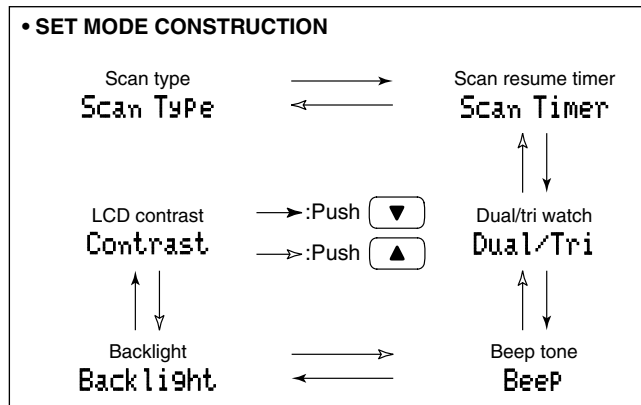 • SET MODE CONSTRUCTION
Scan type
Scan Type
Scan resume timer
Scan Timer
LCD contrast
Contrast
:Push ▼
:Push ▲
Dual/tri watch
Dual/Tri
Backlight
Backlight
Beep tone
Beep